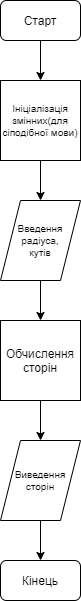 Старт
Ініціалізація
змінних(для
сіподібної мови)
Введення
радіуса,
кутів
Обчислення
сторін
Виведення
сторін
Кінець